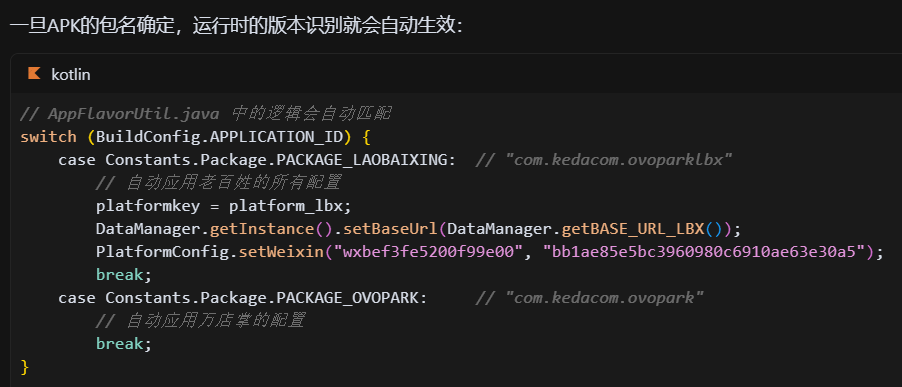 一旦APK的包名确定，运行时的版本识别就会自动生效：
kotlin
// AppFlavorUtil.java 中的逻辑会自动匹配
switch (BuildConfig.APPLICATION_ID) {
    case Constants.Package.PACKAGE_LAOBAIXING:  // "com.kedacom.ovoparklbx"
        // 自动应用老百姓的所有配置
        platformkey = platform_lbx;
        DataManager.getInstance().setBaseUrl(DataManager.getBASE_URL_LBX());
        PlatformConfig.setWeixin("wxbef3fe5200f99e00", "bb1ae85e5bc3960980c6910ae63e30a5");
        break;
    case Constants.Package.PACKAGE_OVOPARK:     // "com.kedacom.ovopark"
        // 自动应用万店掌的配置
        break;
}